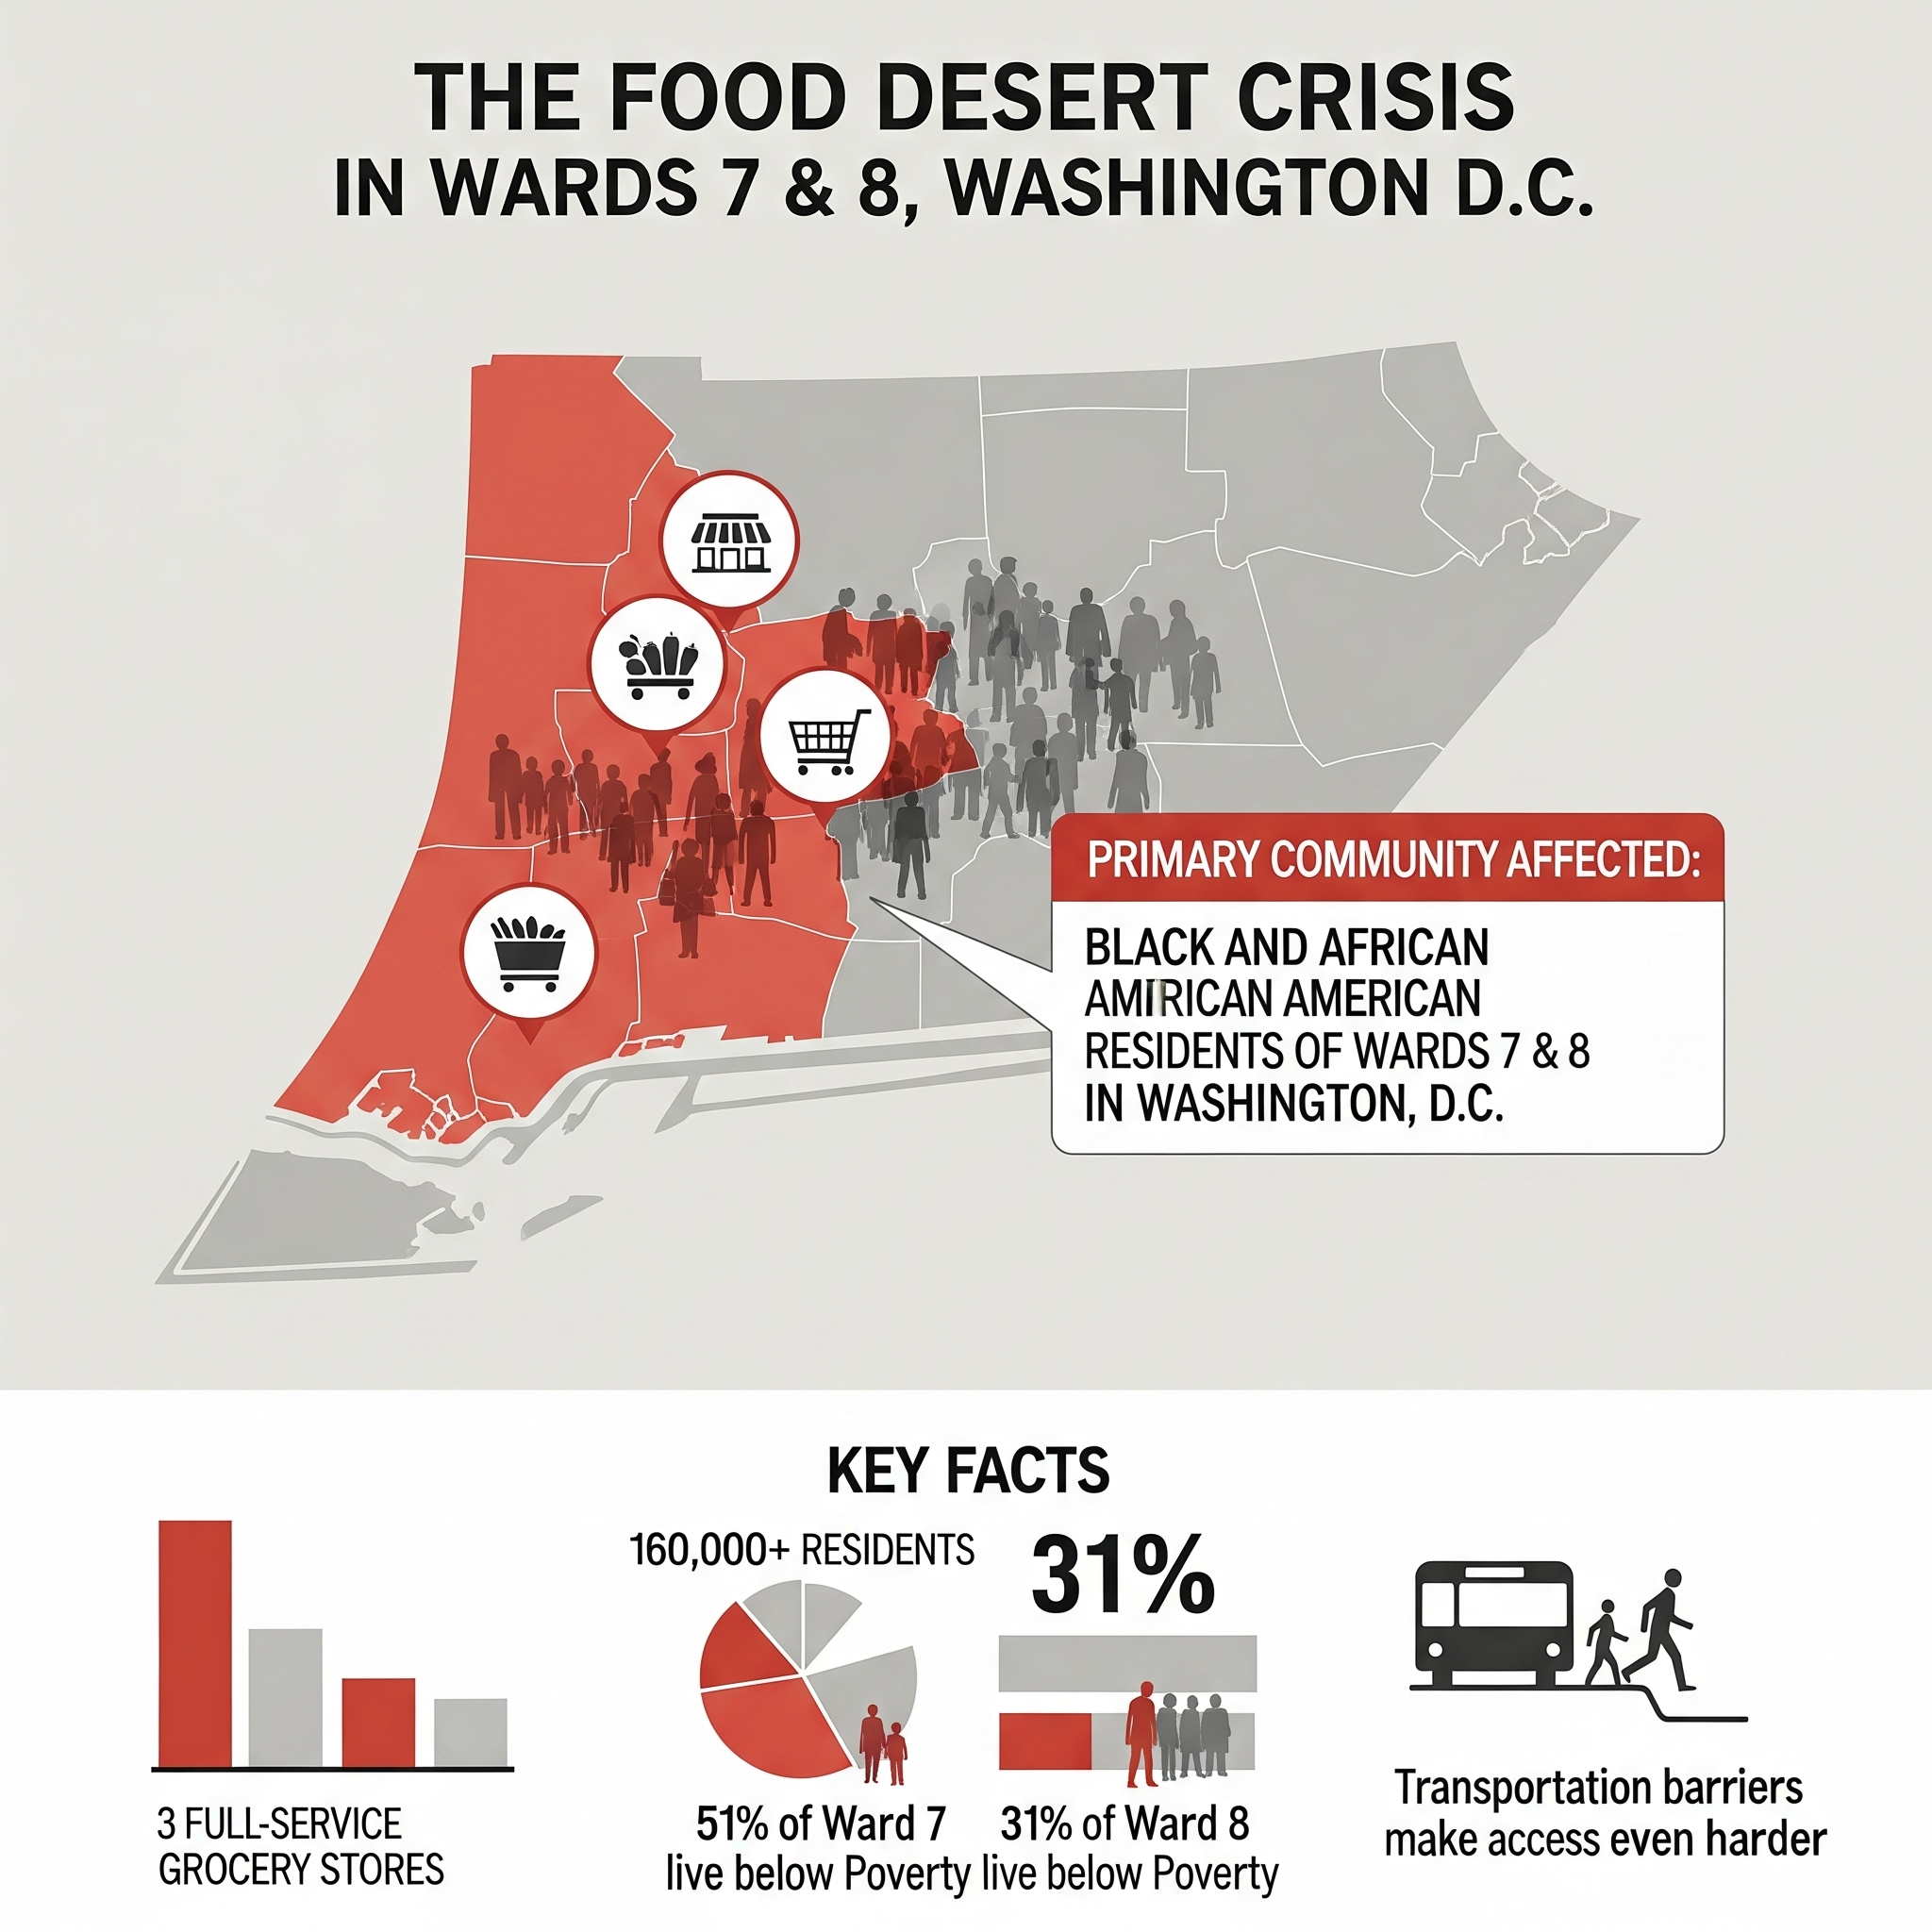 THE FOOD DESERT CRISIS
IN WARDS 7 & 8, WASHINGTON D.C.
PRIMARY COMMUNITY AFFECTED:
BLACK AND AFRICAN
AMIRICAN AMERICAN
RESIDENTS OF WARDS 7 & 8
IN WASHINGTON, D.C.
KEY FACTS
3 FULL-SERVICE
GROCERY STORES
160,000+ RESIDENTS
51% of Ward 7
live below Poverty
31%
31% of Ward 8
live below Poverty
Transportation barriers
make access even harder